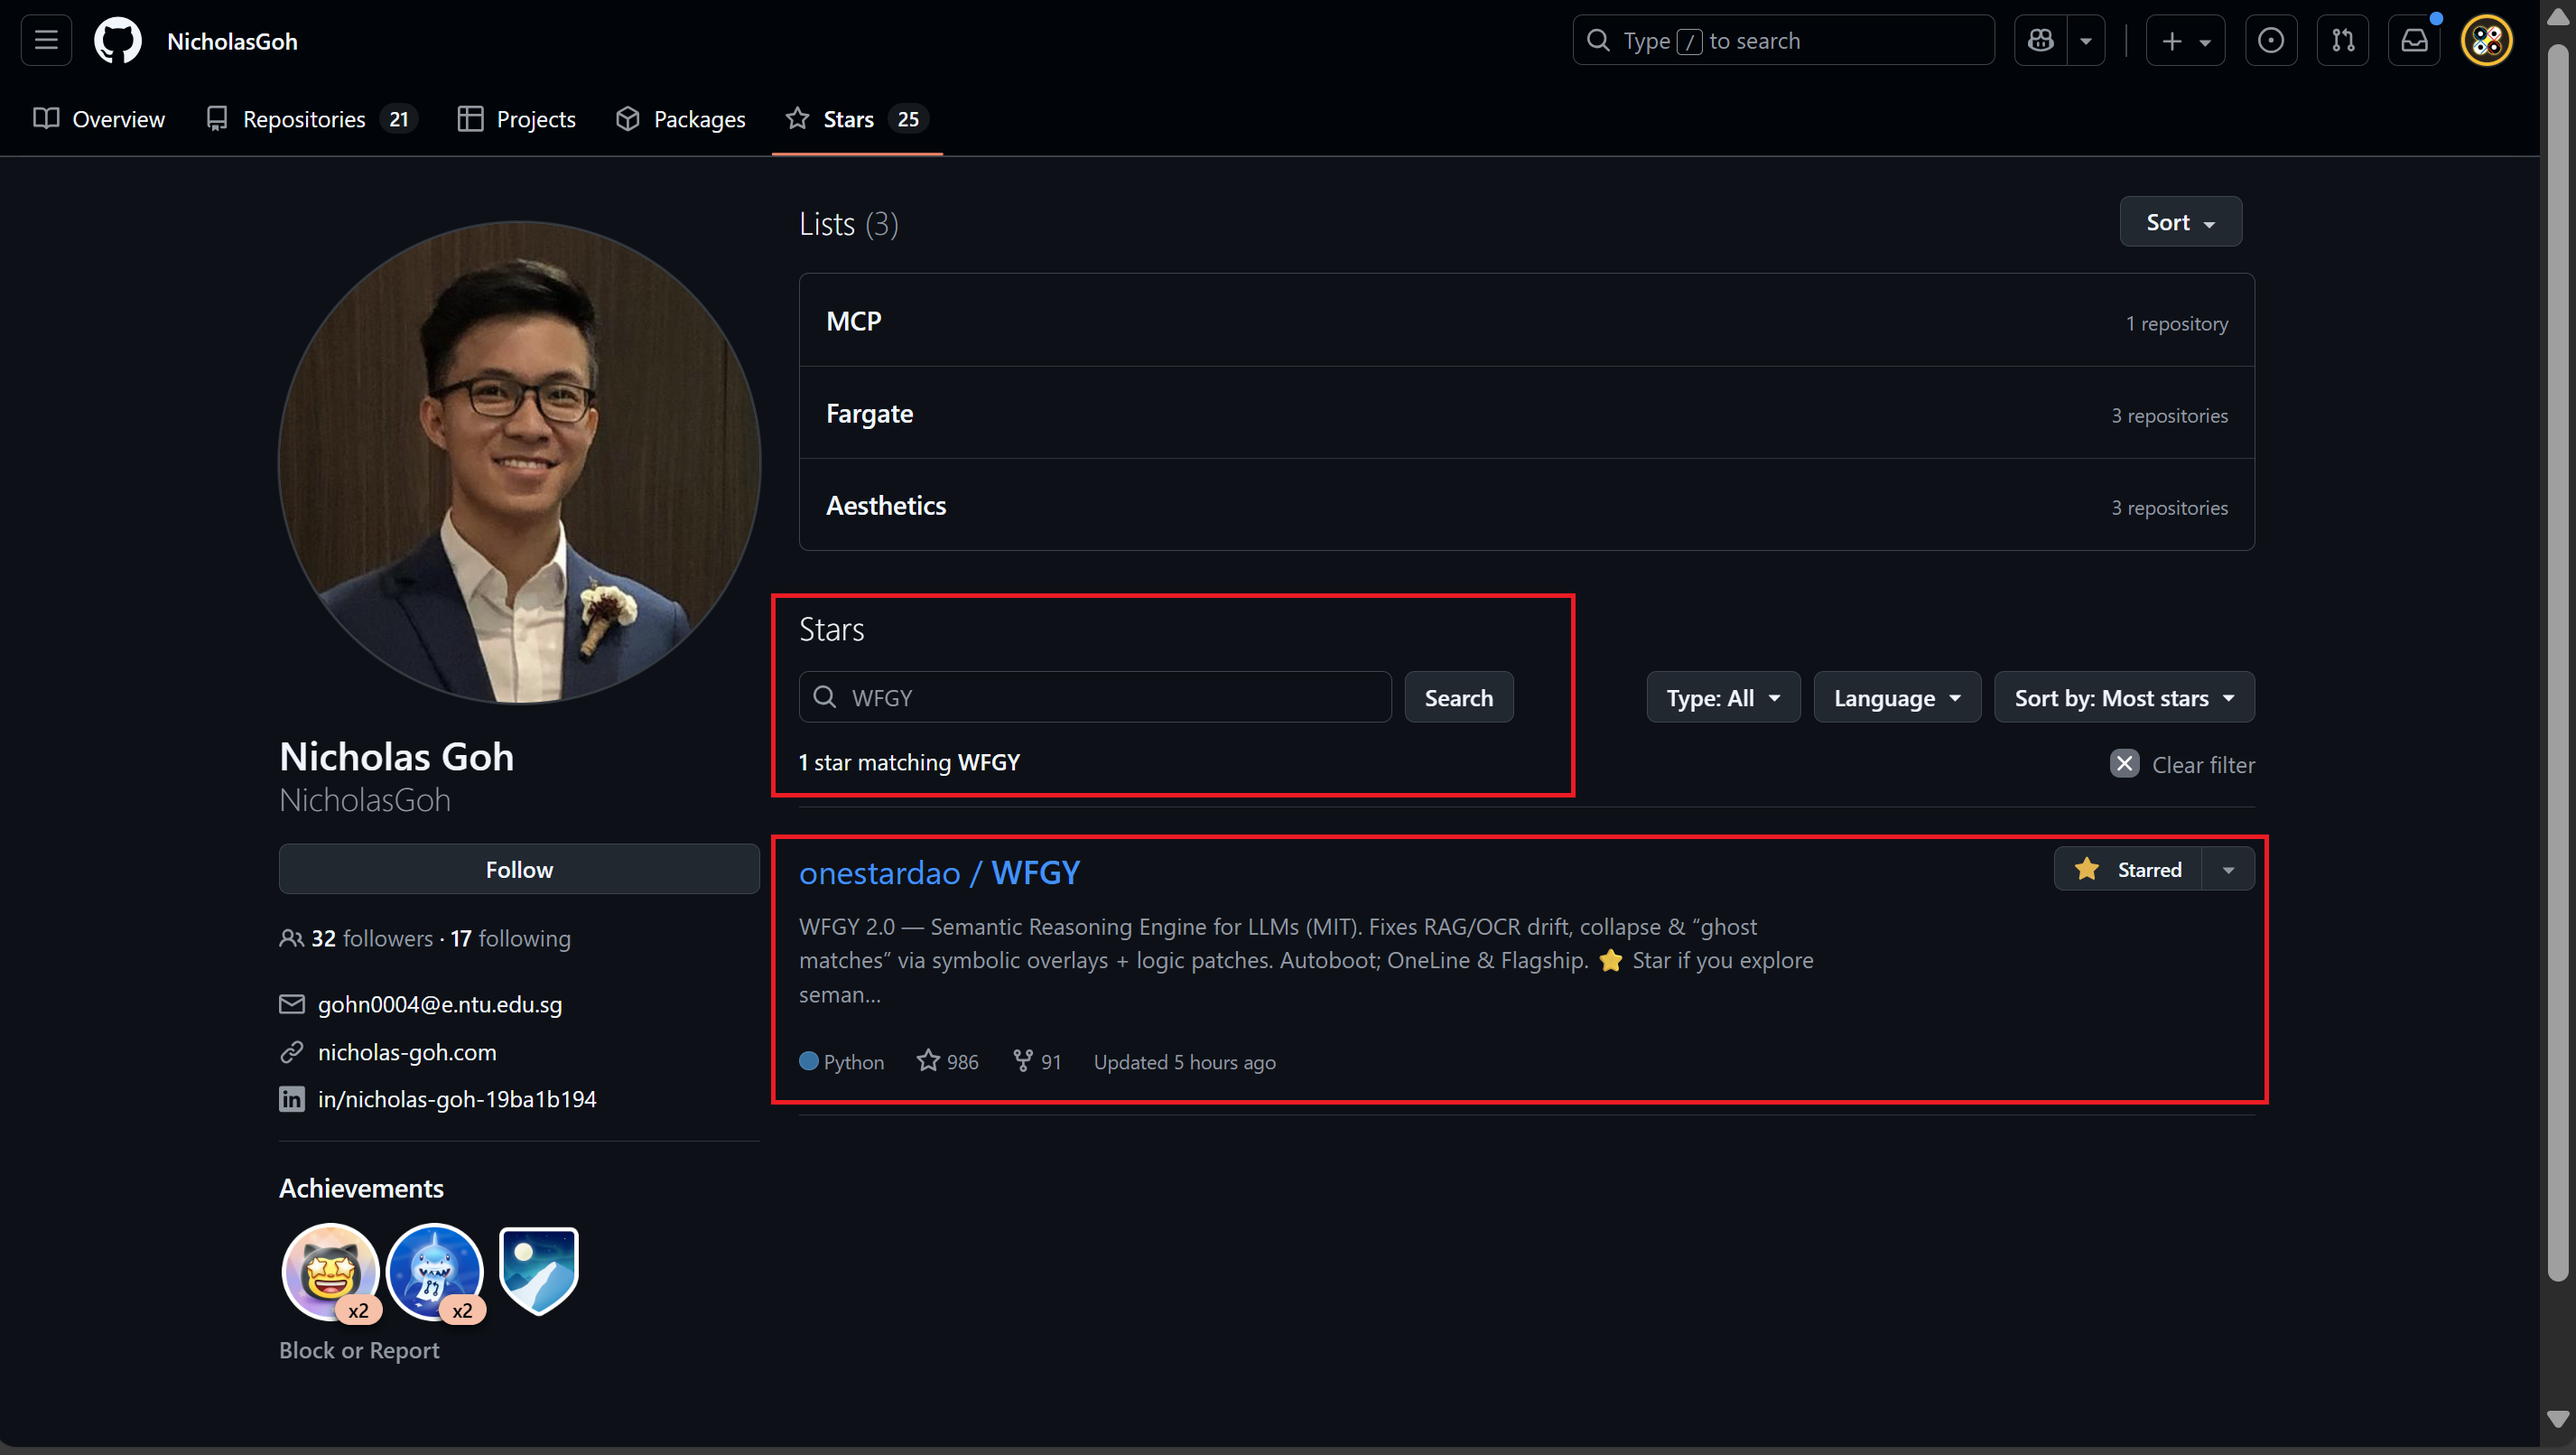 NicholasGoh
Type / to search
Overview
Repositories 21
Projects
Packages
Stars 25
Lists (3)
Sort
MCP
1 repository
Fargate
3 repositories
Aesthetics
3 repositories
Stars
WFGY
Search
Type: All
Language
Sort by: Most stars
1 star matching WFGY
Clear filter
onestardao / WFGY
Starred
WFGY 2.0 — Semantic Reasoning Engine for LLMs (MIT). Fixes RAG/OCR drift, collapse & “ghost
matches” via symbolic overlays + logic patches. Autoboot; OneLine & Flagship. ⭐ Star if you explore
seman...
Python 986 91 Updated 5 hours ago
Nicholas Goh
NicholasGoh
Follow
32 followers · 17 following
gohn0004@e.ntu.edu.sg
nicholas-goh.com
in/nicholas-goh-19ba1b194
Achievements
x2
x2
Block or Report